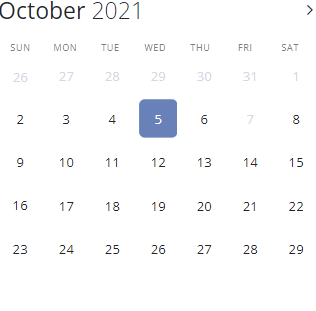 October 2021
SUN MON TUE WED THU FRI SAT
26 27 28 29 30 31 1
2 3 4 5 6 7 8
9 10 11 12 13 14 15
16 17 18 19 20 21 22
23 24 25 26 27 28 29